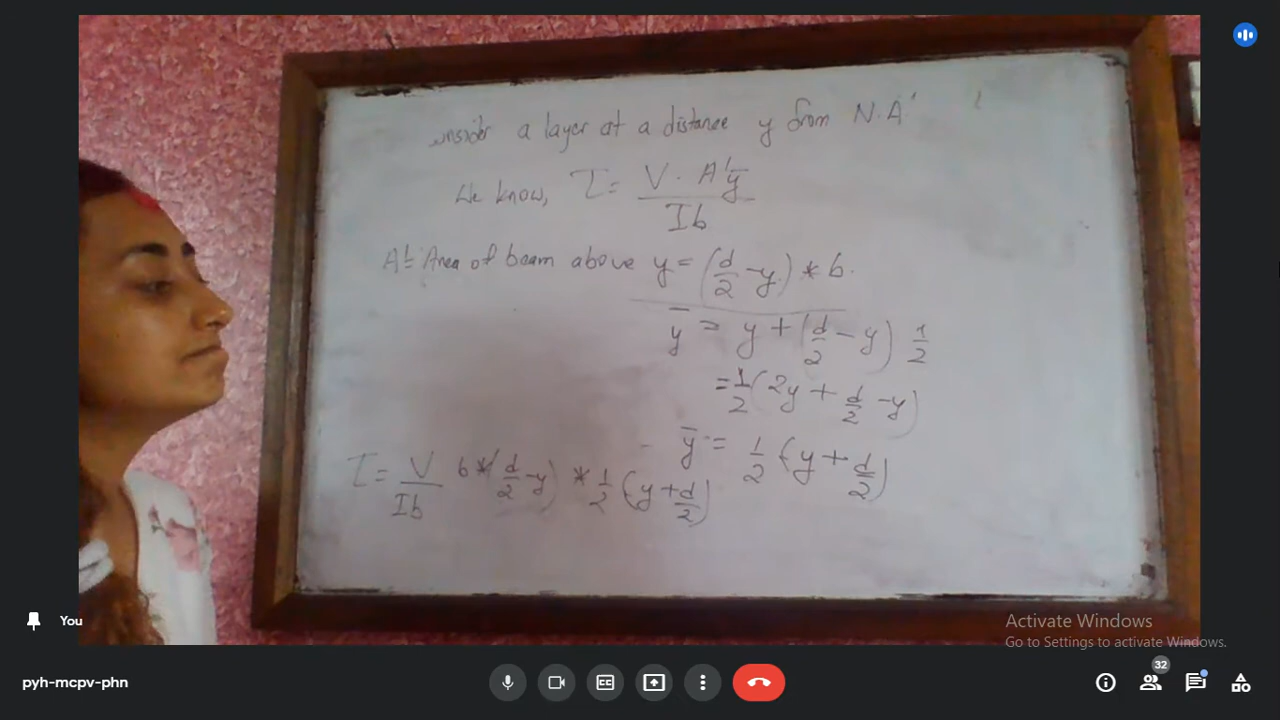 onsider a layer at a distance y from N.A'
We know, τ = V. A'ȳ / Ib
A' = Area of beam above y = (d/2 - y) * b.
ȳ = y + (d/2 - y) 1/2
= 1/2 (2y + d/2 - y)
ȳ = 1/2 (y + d/2)
τ = V/Ib b * (d/2 - y) * 1/2 (y + d/2)
You
Activate Windows
Go to Settings to activate Windows.
pyh-mcpv-phn
CC
32